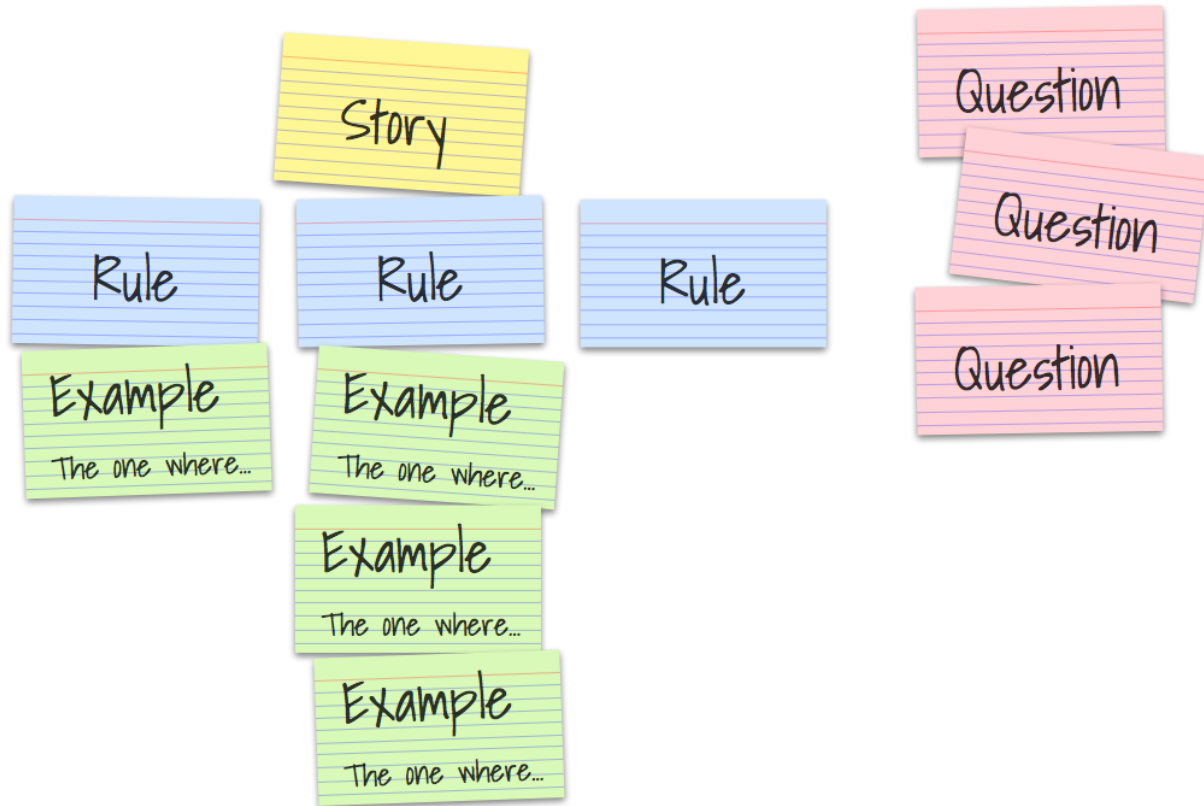 Story
Rule
Rule
Rule
Example
The one where...
Example
The one where...
Example
The one where...
Example
The one where...
Question
Question
Question